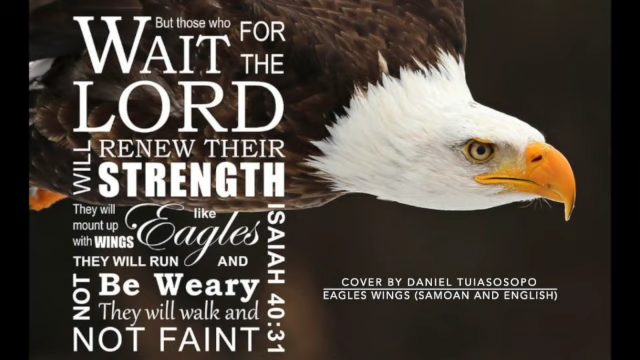 But those who
WAIT FOR
THE
LORD
WILL RENEW THEIR
STRENGTH
They will
mount up
with WINGS
like
Eagles
THEY WILL RUN AND
NOT Be Weary
They will walk and
NOT FAINT
ISAIAH 40:31
COVER BY DANIEL TUIASOSOPO
EAGLES WINGS (SAMOAN AND ENGLISH)